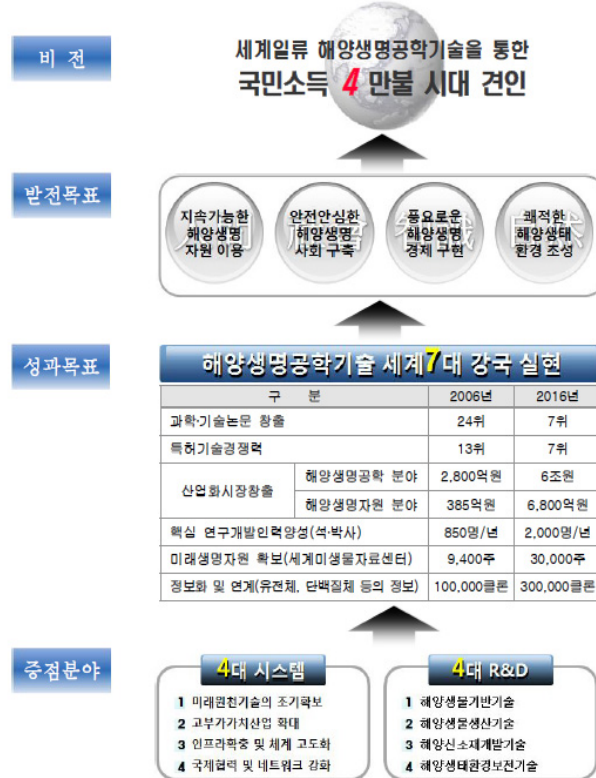 비 전
세계일류 해양생명공학기술을 통한
국민소득 4 만불 시대 견인
발전목표
지속가능한
해양생명
자원 이용
안전안심한
해양생명
사회 구축
풍요로운
해양생명
경제 구현
쾌적한
해양생태
환경 조성
성과목표
해양생명공학기술 세계7대 강국 실현
구 분 2006년 2016년
과학·기술논문 창출 24위 7위
특허기술경쟁력 13위 7위
산업화시장창출
해양생명공학 분야 2,800억원 6조원
해양생명자원 분야 385억원 6,800억원
핵심 연구개발인력양성(석·박사) 850명/년 2,000명/년
미래생명자원 확보(세계미생물자료센터) 9,400주 30,000주
정보화 및 연계(유전체, 단백질체 등의 정보) 100,000클론 300,000클론
중점분야
4대 시스템
1 미래원천기술의 조기확보
2 고부가가치산업 확대
3 인프라확충 및 체계 고도화
4 국제협력 및 네트워크 강화
4대 R&D
1 해양생물기반기술
2 해양생물생산기술
3 해양신소재개발기술
4 해양생태환경보전기술